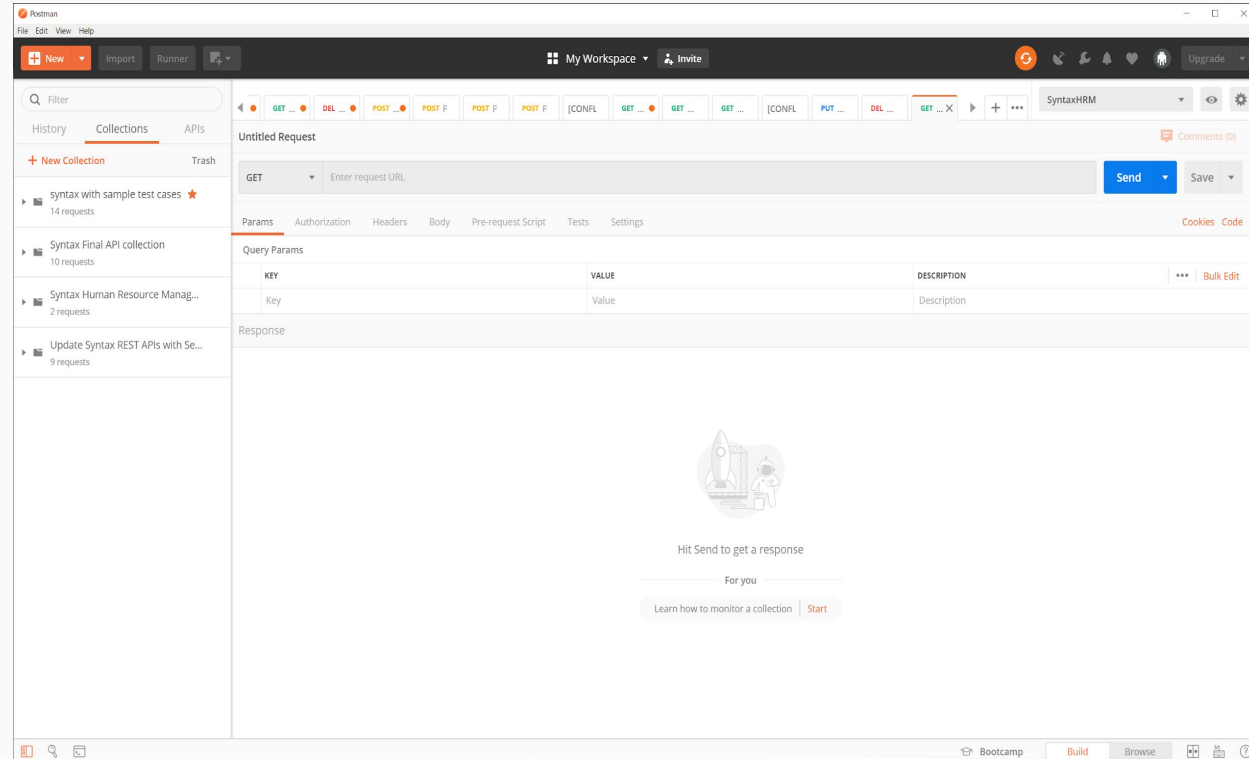 Postman
File Edit View Help
New Import Runner My Workspace Invite Upgrade
Filter
History Collections APIs
+ New Collection Trash
syntax with sample test cases
14 requests
Syntax Final API collection
10 requests
Syntax Human Resource Manag...
2 requests
Update Syntax REST APIs with Se...
9 requests
GET ... DEL ... POST ... POST F POST F POST F [CONFL GET ... GET ... GET ... [CONFL PUT ... DEL ... GET ... X + ••• SyntaxHRM
Untitled Request Comments (0)
GET Enter request URL Send Save
Params Authorization Headers Body Pre-request Script Tests Settings Cookies Code
Query Params
KEY VALUE DESCRIPTION ••• Bulk Edit
Key Value Description
Response
Hit Send to get a response
For you
Learn how to monitor a collection Start
Bootcamp Build Browse